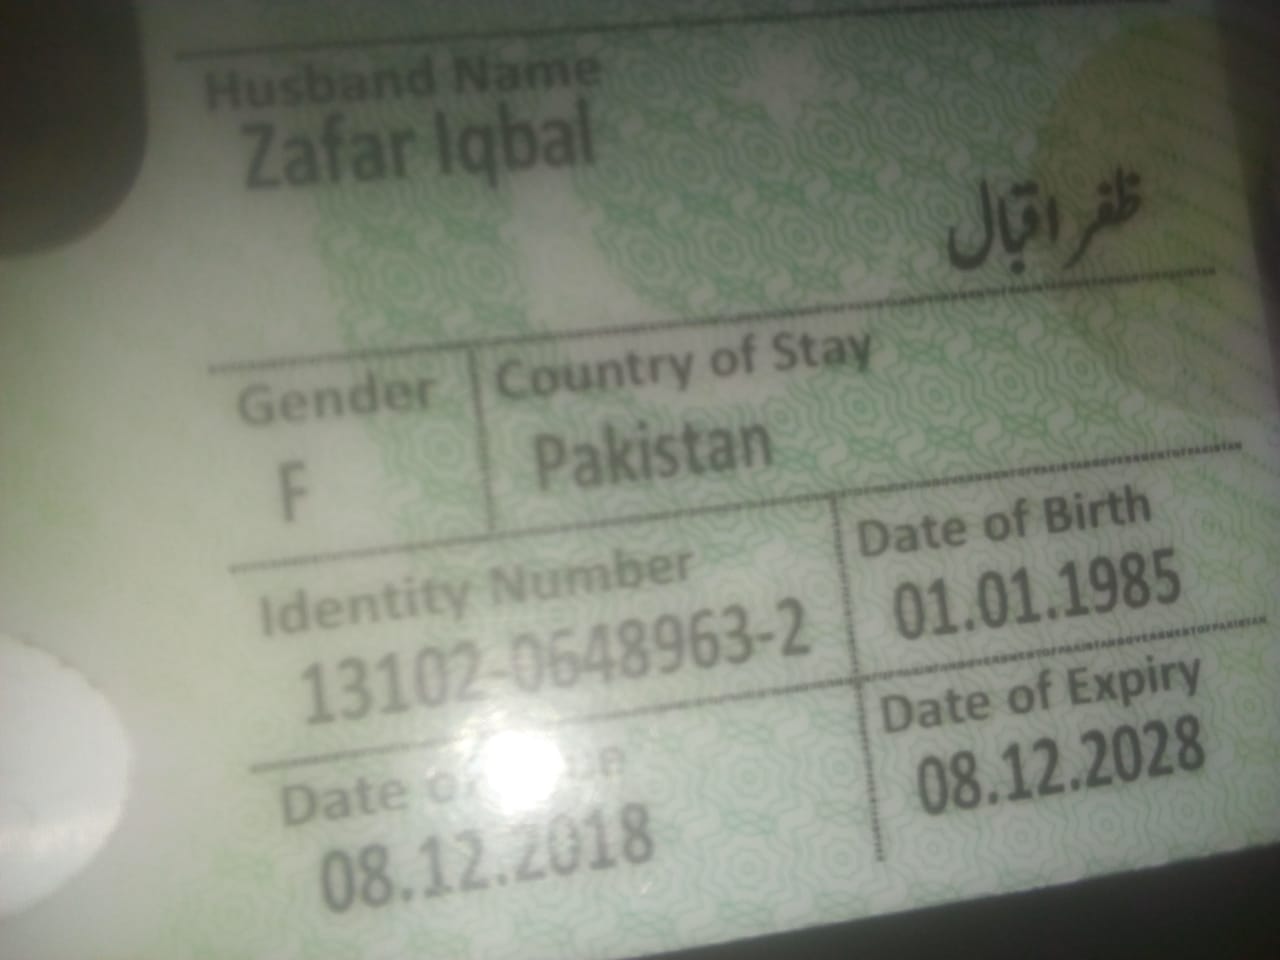 Husband Name
Zafar Iqbal
ظفر اقبال
Gender
Country of Stay
F
Pakistan
Identity Number
Date of Birth
13102-0648963-2
01.01.1985
Date of
Date of Expiry
08.12.2018
08.12.2028